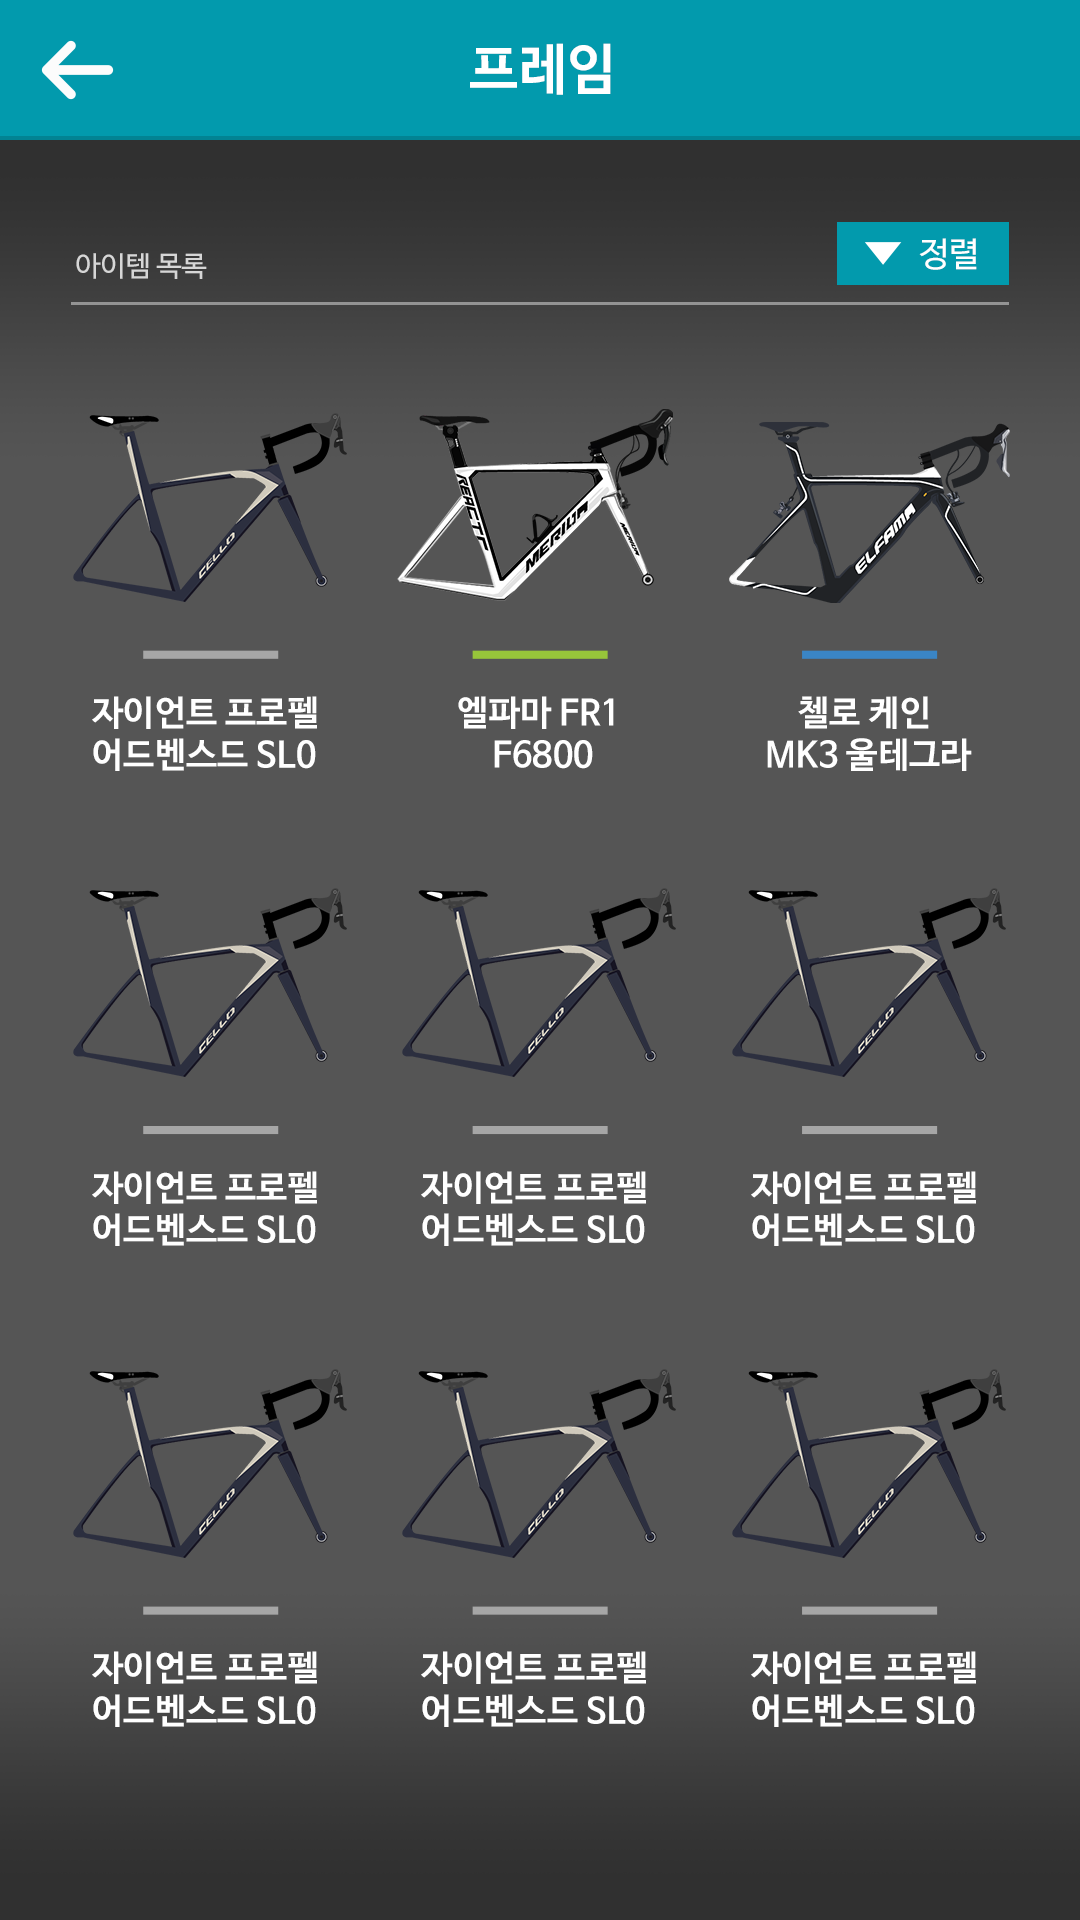 프레임
아이템 목록
정렬
CELLO
REACTO
MERIDA
MERIDA
ELFAMA
자이언트 프로펠
어드벤스드 SL0
엘파마 FR1
F6800
첼로 케인
MK3 울테그라
CELLO
CELLO
CELLO
자이언트 프로펠
어드벤스드 SL0
자이언트 프로펠
어드벤스드 SL0
자이언트 프로펠
어드벤스드 SL0
CELLO
CELLO
CELLO
자이언트 프로펠
어드벤스드 SL0
자이언트 프로펠
어드벤스드 SL0
자이언트 프로펠
어드벤스드 SL0